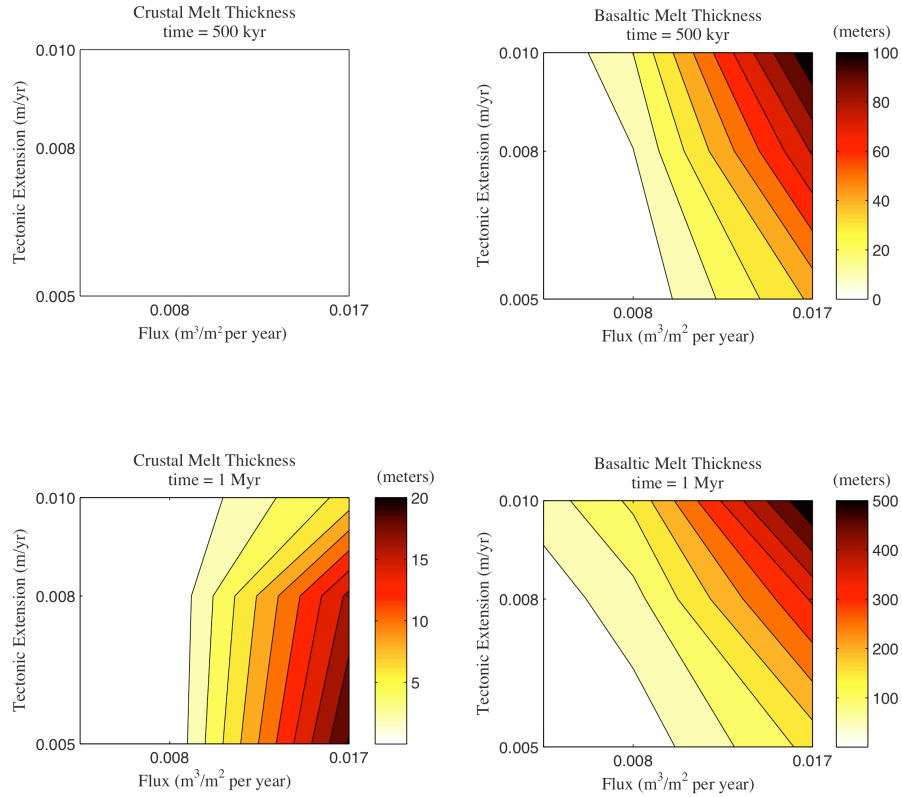 Crustal Melt Thickness
time = 500 kyr
0.010
0.008
0.005
Tectonic Extension (m/yr)
0.008
0.017
Flux (m³/m² per year)
Basaltic Melt Thickness
time = 500 kyr
(meters)
0.010
0.008
0.005
Tectonic Extension (m/yr)
0.008
0.017
Flux (m³/m² per year)
100
80
60
40
20
0
Crustal Melt Thickness
time = 1 Myr
(meters)
0.010
0.008
0.005
Tectonic Extension (m/yr)
0.008
0.017
Flux (m³/m² per year)
20
15
10
5
Basaltic Melt Thickness
time = 1 Myr
(meters)
0.010
0.008
0.005
Tectonic Extension (m/yr)
0.008
0.017
Flux (m³/m² per year)
500
400
300
200
100